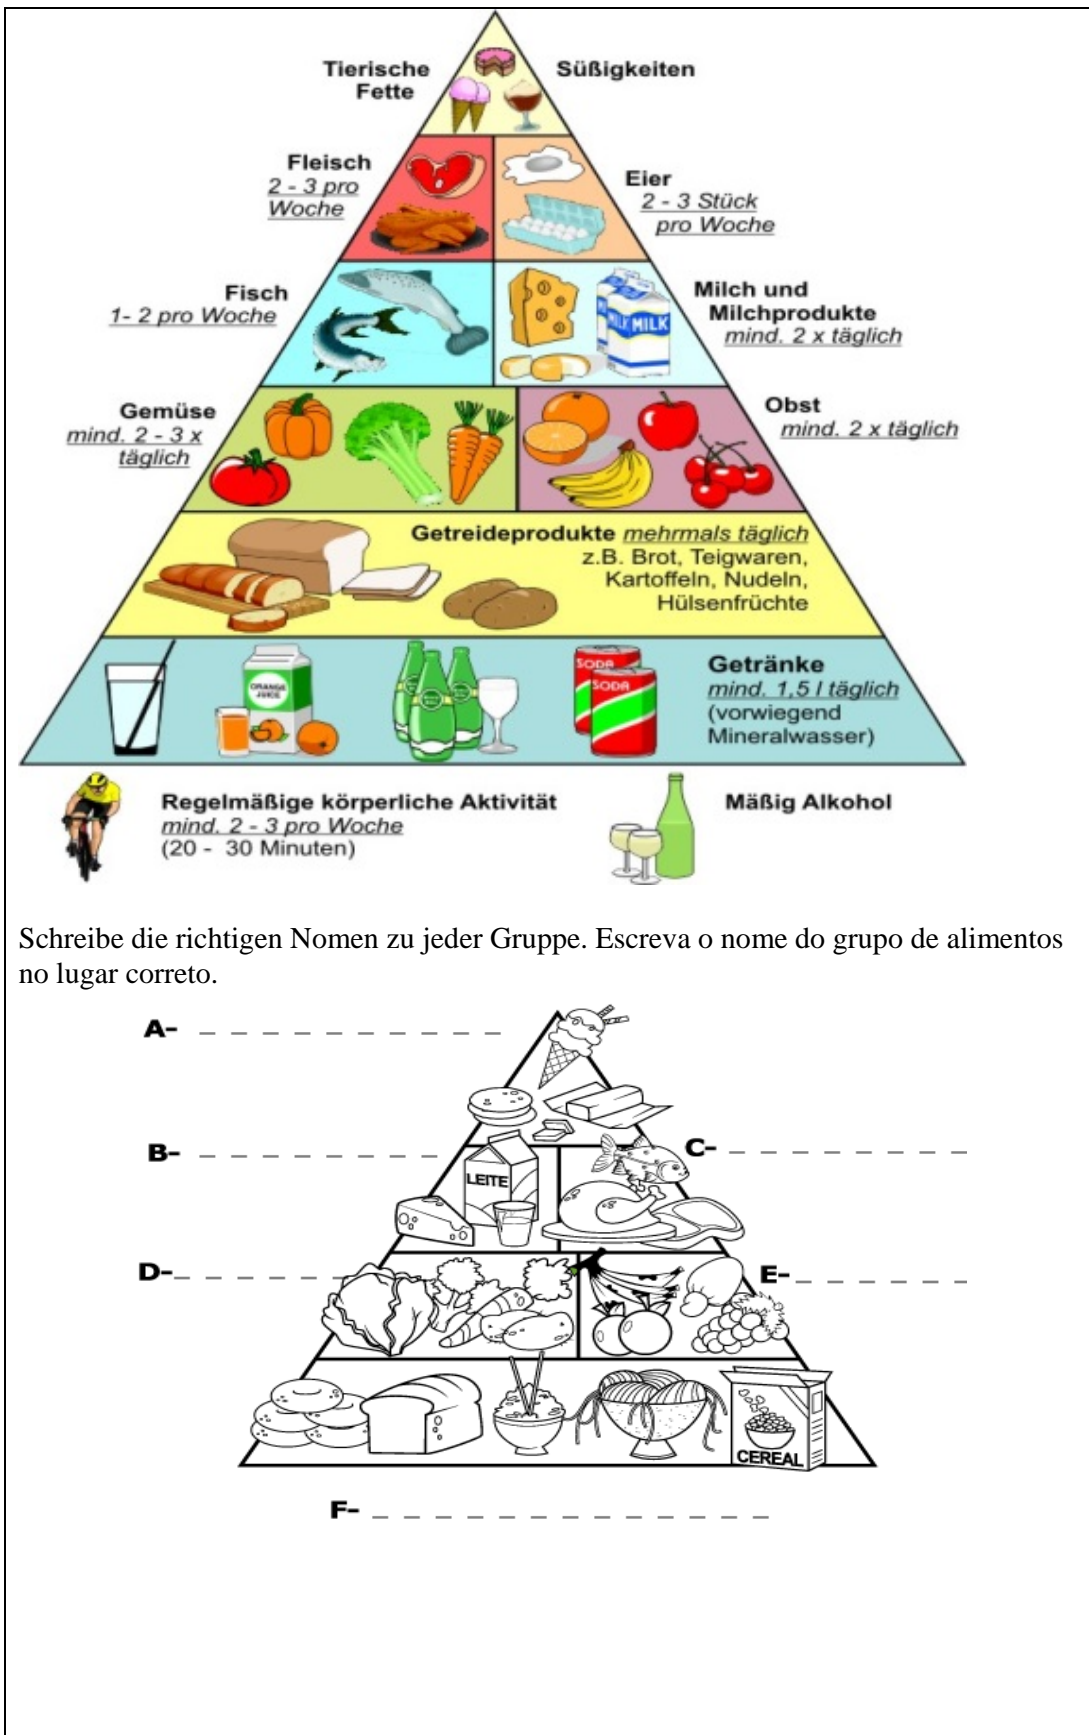 Tierische
Fette
Süßigkeiten
Fleisch
2 - 3 pro
Woche
Eier
2 - 3 Stück
pro Woche
Fisch
1- 2 pro Woche
MILK MILK
Milch und
Milchprodukte
mind. 2 x täglich
Gemüse
mind. 2 - 3 x
täglich
Obst
mind. 2 x täglich
Getreideprodukte mehrmals täglich
z.B. Brot, Teigwaren,
Kartoffeln, Nudeln,
Hülsenfrüchte
ORANGE
JUICE
SODA
SODA
Getränke
mind. 1,5 l täglich
(vorwiegend
Mineralwasser)
Regelmäßige körperliche Aktivität
mind. 2 - 3 pro Woche
(20 - 30 Minuten)
Mäßig Alkohol
Schreibe die richtigen Nomen zu jeder Gruppe. Escreva o nome do grupo de alimentos
no lugar correto.
A- _ _ _ _ _ _ _ _ _ _ _ _
B- _ _ _ _ _ _ _ _ _ _
LEITE
C- _ _ _ _ _ _ _ _ _ _
D- _ _ _ _ _ _ _
E- _ _ _ _ _ _ _
CEREAL
F- _ _ _ _ _ _ _ _ _ _ _ _ _ _